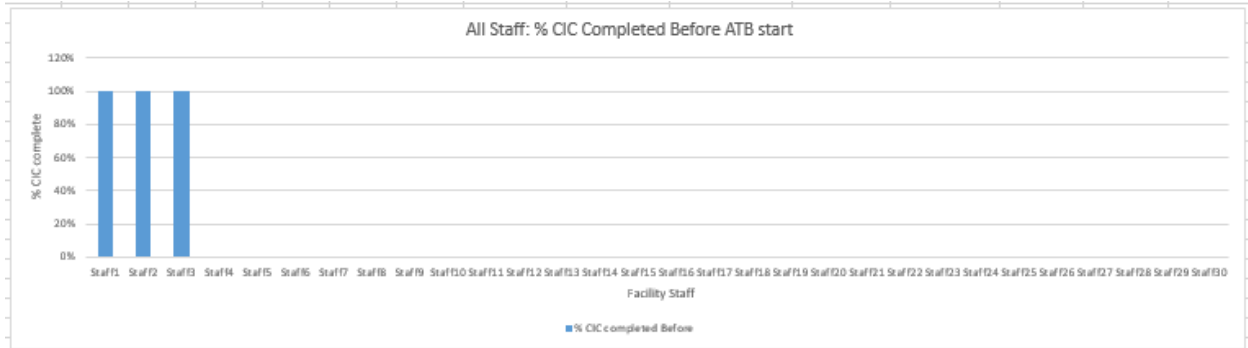 All Staff: % CIC Completed Before ATB start
120%
100%
80%
60%
40%
20%
0%
% CIC complete
Staff1 Staff2 Staff3 Staff4 Staff5 Staff6 Staff7 Staff8 Staff9 Staff10 Staff11 Staff12 Staff13 Staff14 Staff15 Staff16 Staff17 Staff18 Staff19 Staff20 Staff21 Staff22 Staff23 Staff24 Staff25 Staff26 Staff27 Staff28 Staff29 Staff30
Facility Staff
% CIC completed Before